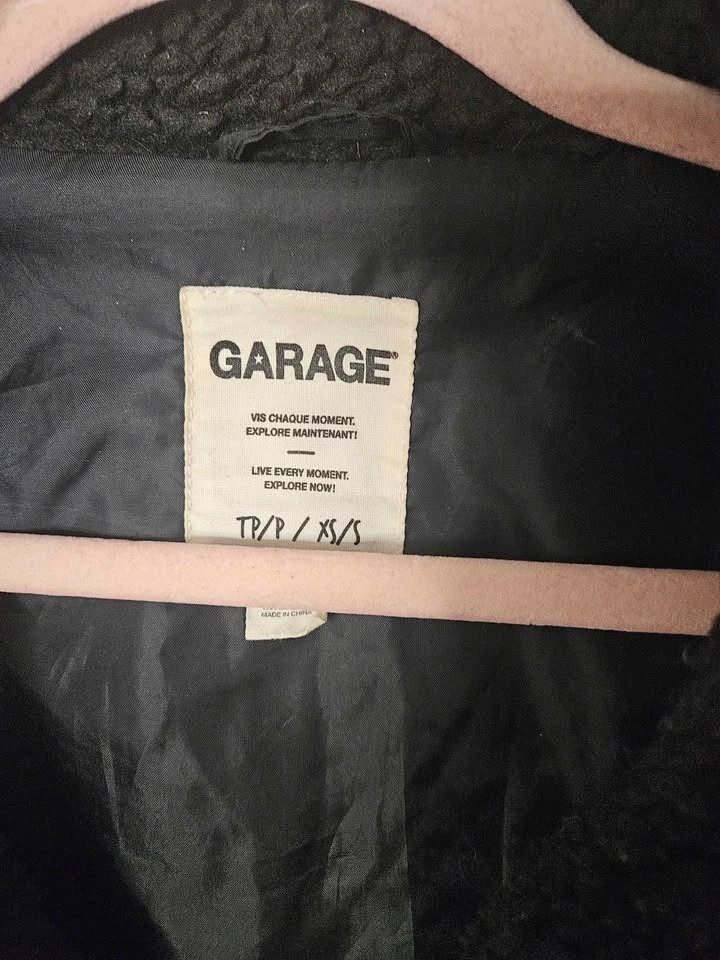 GARAGE®
VIS CHAQUE MOMENT.
EXPLORE MAINTENANT!
LIVE EVERY MOMENT.
EXPLORE NOW!
TP/P / XS/S
MADE IN CHINA